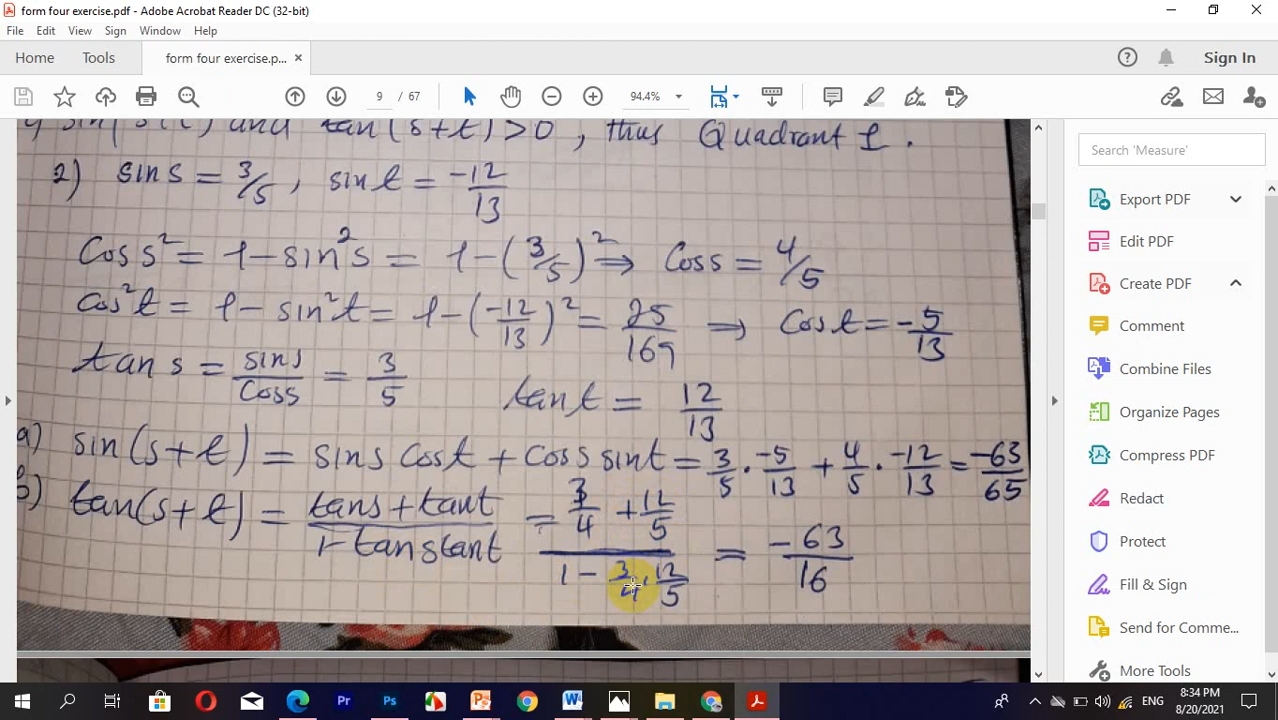 form four exercise.pdf - Adobe Acrobat Reader DC (32-bit)
File Edit View Sign Window Help
Home Tools form four exercise.p... × Sign In
9 / 67 94.4%
and tan(s+t)>0, thus Quadrant I.
2) sin s = 3/5, sin t = -12/13
Cos s² = 1 - sin²s = 1 - (3/5)² ⇒ Cos s = 4/5
Cos²t = 1 - sin²t = 1 - (-12/13)² = 25/169 ⇒ Cos t = -5/13
tan s = sin s/Cos s = 3/5 tan t = 12/13
a) sin(s+t) = sin s Cos t + Cos s sin t = 3/5 · -5/13 + 4/5 · -12/13 = -63/65
b) tan(s+t) = tan s + tan t/1 - tan s tan t = 3/4 + 12/5/1 - 3/4 · 12/5 = -63/16
Search 'Measure'
Export PDF
Edit PDF
Create PDF
Comment
Combine Files
Organize Pages
Compress PDF
Redact
Protect
Fill & Sign
Send for Comme...
More Tools
ENG
8:34 PM
8/20/2021